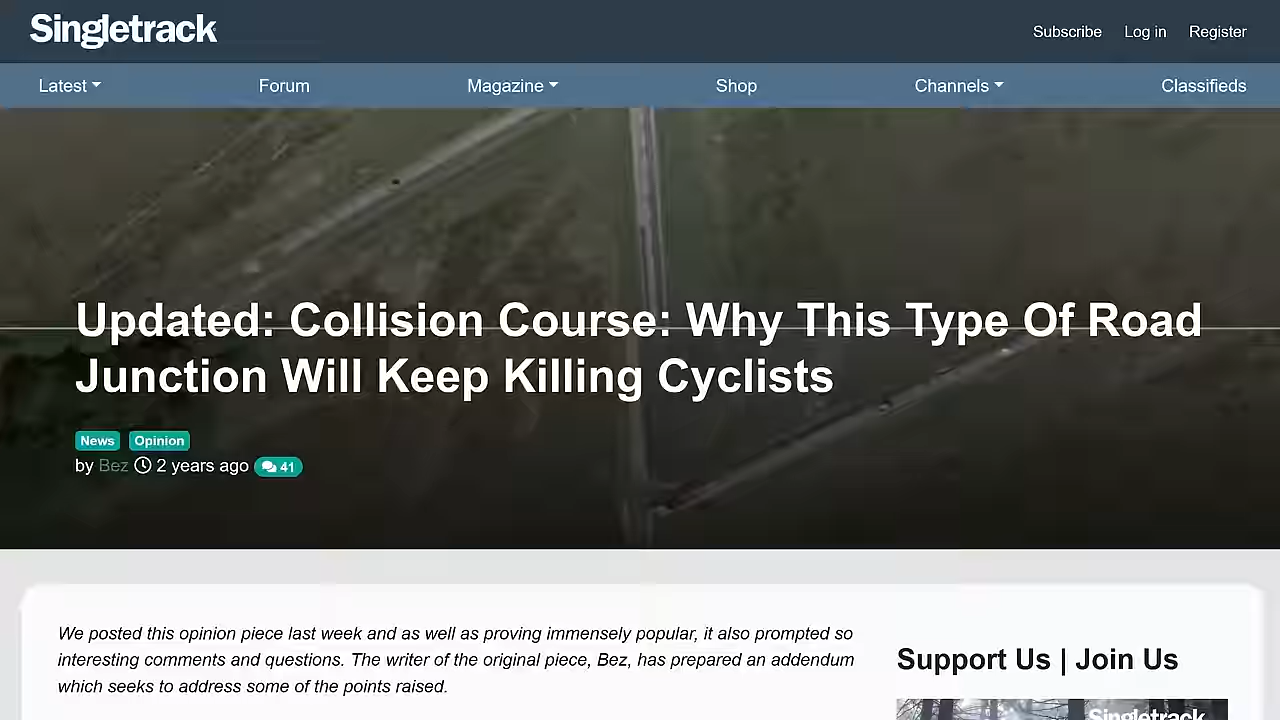 Singletrack
Subscribe Log in Register
Latest Forum Magazine Shop Channels Classifieds
Updated: Collision Course: Why This Type Of Road
Junction Will Keep Killing Cyclists
News Opinion
by Bez 2 years ago 41
We posted this opinion piece last week and as well as proving immensely popular, it also prompted so
interesting comments and questions. The writer of the original piece, Bez, has prepared an addendum
which seeks to address some of the points raised.
Support Us | Join Us
Singletrack